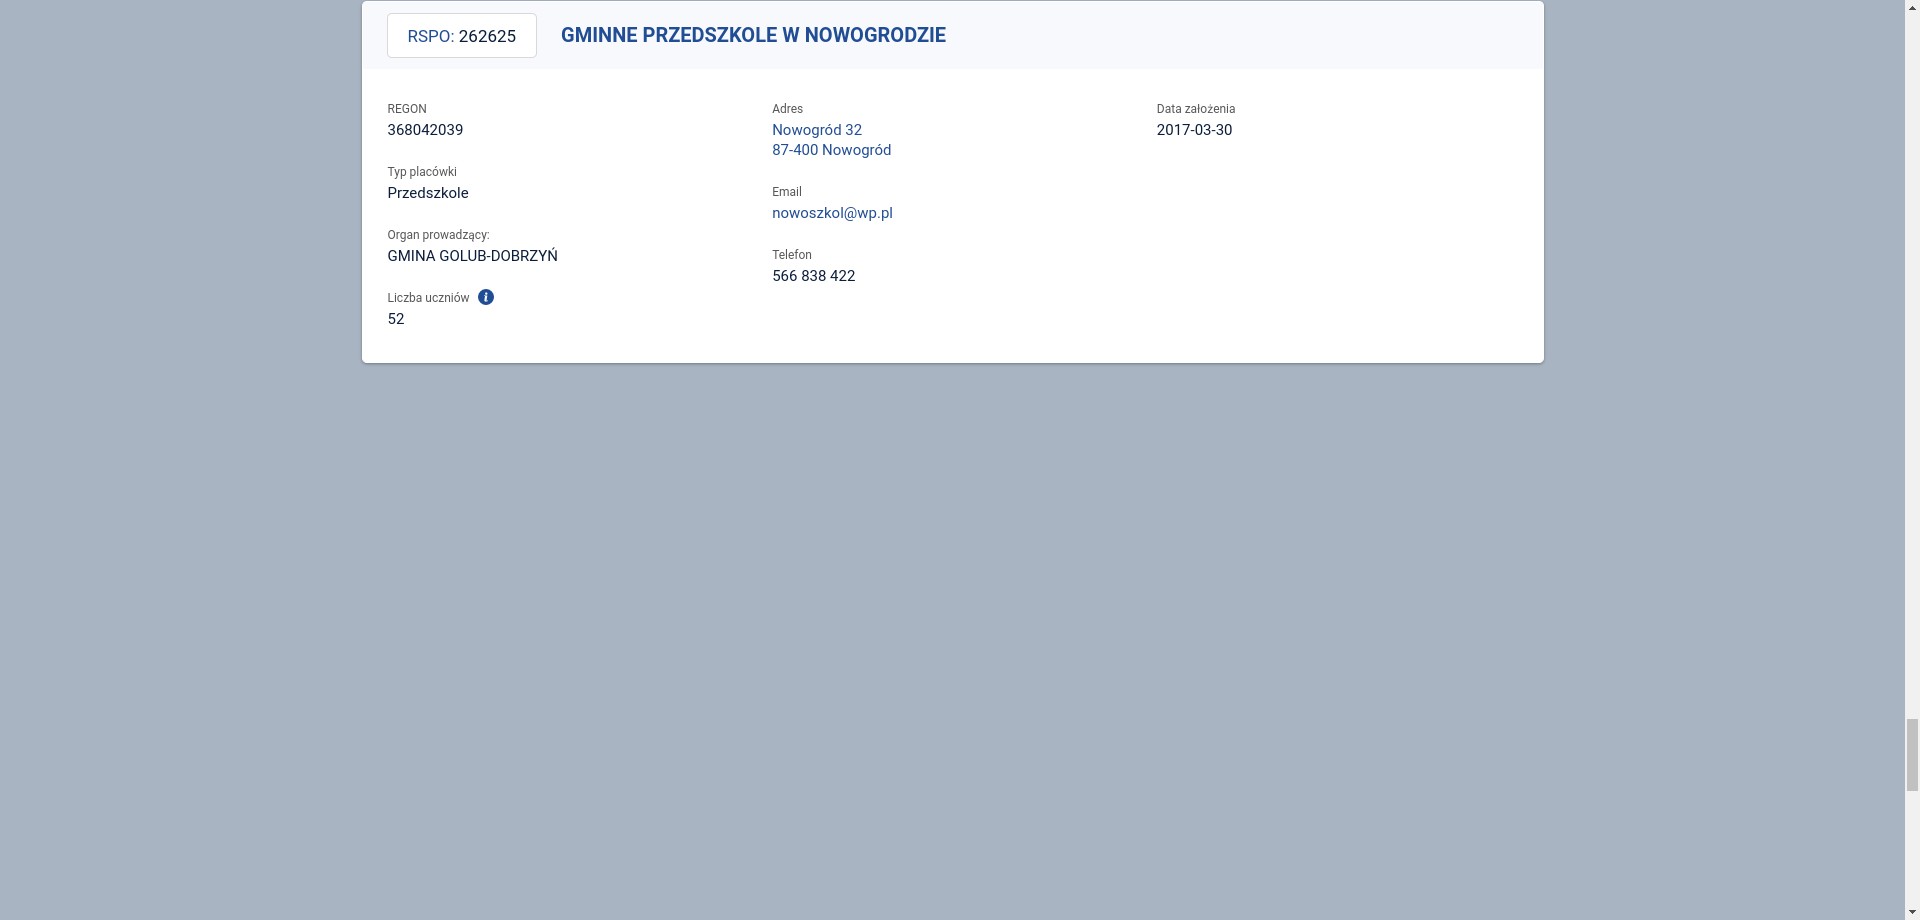 RSPO: 262625
GMINNE PRZEDSZKOLE W NOWOGRODZIE
REGON
368042039
Typ placówki
Przedszkole
Organ prowadzący:
GMINA GOLUB-DOBRZYŃ
Liczba uczniów i
52
Adres
Nowogród 32
87-400 Nowogród
Email
nowoszkol@wp.pl
Telefon
566 838 422
Data założenia
2017-03-30